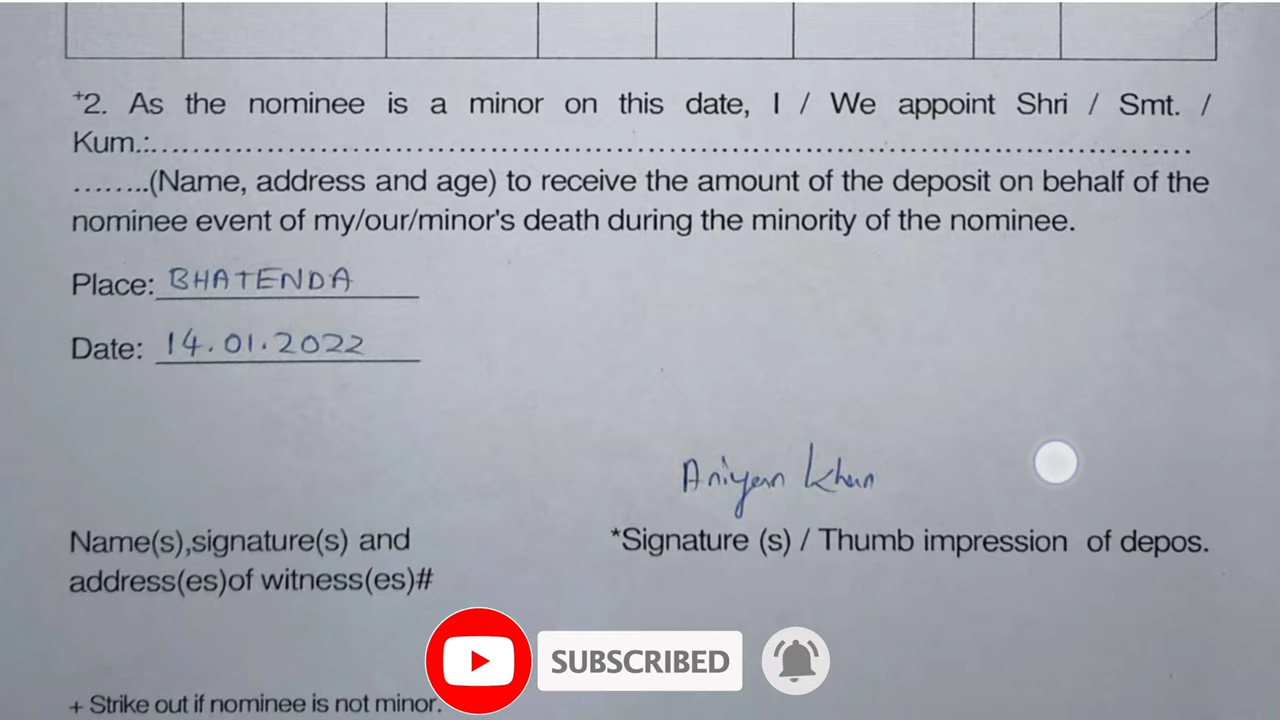 +2. As the nominee is a minor on this date, I / We appoint Shri / Smt. /
Kum.:..........................................................................................
........(Name, address and age) to receive the amount of the deposit on behalf of the
nominee event of my/our/minor's death during the minority of the nominee.
Place: BHATENDA
Date: 14.01.2022
Aniyan Khan
Name(s),signature(s) and
address(es)of witness(es)#
*Signature (s) / Thumb impression of depos.
SUBSCRIBED
+ Strike out if nominee is not minor.